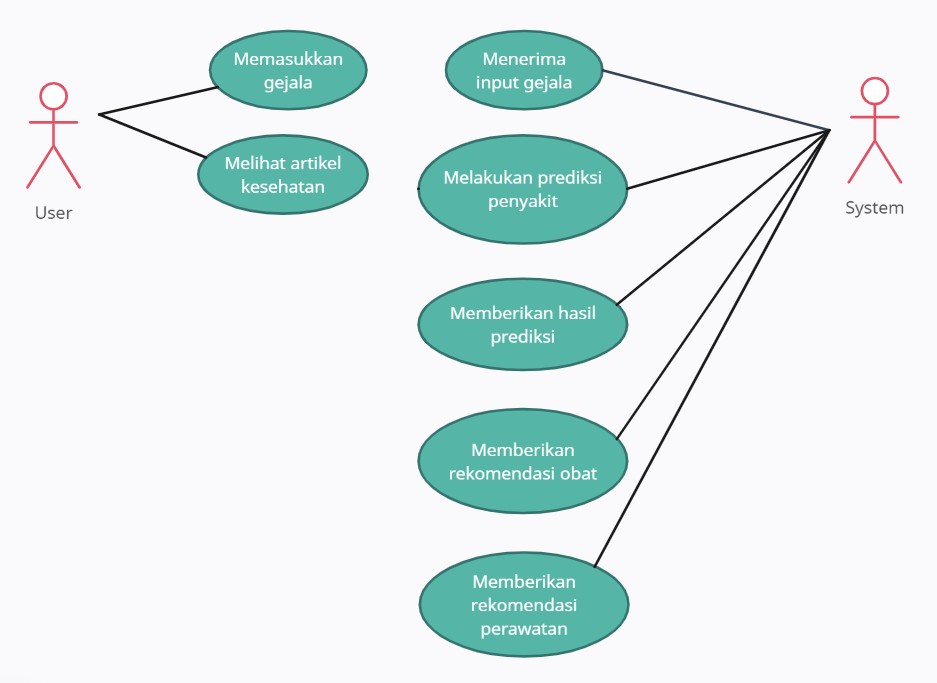 Memasukkan
gejala
Melihat artikel
kesehatan
User
Menerima
input gejala
Melakukan prediksi
penyakit
Memberikan hasil
prediksi
Memberikan
rekomendasi obat
Memberikan
rekomendasi
perawatan
System